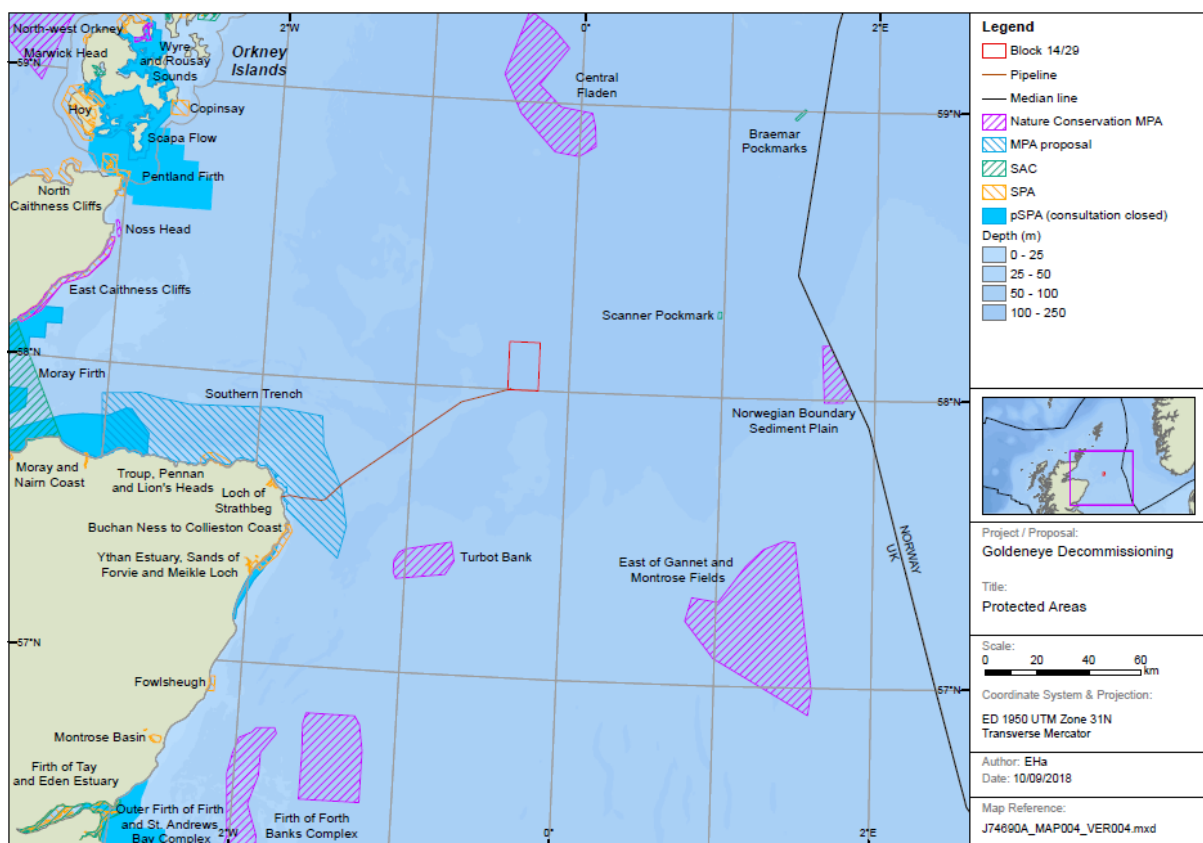 2°W
0°
2°E
North-west Orkney
Marwick Head
Wyre
and Rousay
Sounds
Orkney
Islands
59°N
Hoy
Copinsay
Scapa Flow
Pentland Firth
North
Caithness Cliffs
Noss Head
East Caithness Cliffs
Central
Fladen
Braemar
Pockmarks
59°N
Scanner Pockmark
58°N
Moray Firth
Southern Trench
Norwegian Boundary
Sediment Plain
58°N
Moray and
Nairn Coast
Troup, Pennan
and Lion's Heads
Loch of
Strathbeg
Buchan Ness to Collieston Coast
Ythan Estuary, Sands of
Forvie and Meikle Loch
Turbot Bank
East of Gannet and
Montrose Fields
NORWAY
UK
57°N
57°N
Fowlsheugh
Montrose Basin
Firth of Tay
and Eden Estuary
Outer Firth of Firth
and St. Andrews
Bay Complex
Firth of Forth
Banks Complex
2°W
0°
2°E
Legend
Block 14/29
Pipeline
Median line
Nature Conservation MPA
MPA proposal
SAC
SPA
pSPA (consultation closed)
Depth (m)
0 - 25
25 - 50
50 - 100
100 - 250
Project / Proposal:
Goldeneye Decommissioning
Title:
Protected Areas
Scale:
0 20 40 60
km
Coordinate System & Projection:
ED 1950 UTM Zone 31N
Transverse Mercator
Author: EHa
Date: 10/09/2018
Map Reference:
J74690A_MAP004_VER004.mxd